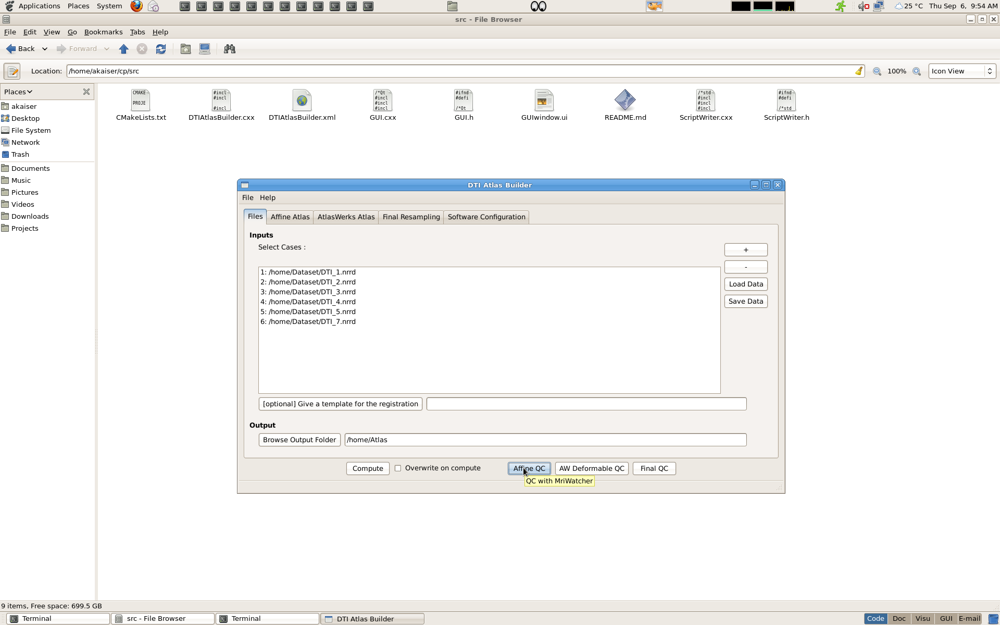 Applications Places System 25 °C Thu Sep 6, 9:54 AM
src - File Browser
File Edit View Go Bookmarks Tabs Help
Back Forward
Location: /home/akaiser/cp/src 100% Icon View
Places
akaiser
Desktop
File System
Network
Trash
Documents
Music
Pictures
Videos
Downloads
Projects
CMAKE
PROJE
CMakeLists.txt
#incl
#incl
#incl
DTIAtlasBuilder.cxx
DTIAtlasBuilder.xml
/*Qt
#incl
#incl
#incl
GUI.cxx
#ifnd
#defi
/*Qt
GUI.h
GUIwindow.ui
README.md
/*std
#incl
#incl
#incl
ScriptWriter.cxx
#ifnd
#defi
/*std
ScriptWriter.h
DTI Atlas Builder
File Help
Files Affine Atlas AtlasWerks Atlas Final Resampling Software Configuration
Inputs
Select Cases :
+
-
Load Data
Save Data
1: /home/Dataset/DTI_1.nrrd
2: /home/Dataset/DTI_2.nrrd
3: /home/Dataset/DTI_3.nrrd
4: /home/Dataset/DTI_4.nrrd
5: /home/Dataset/DTI_5.nrrd
6: /home/Dataset/DTI_7.nrrd
[optional] Give a template for the registration
Output
Browse Output Folder /home/Atlas
Compute Overwrite on compute Affine QC AW Deformable QC Final QC
QC with MriWatcher
9 items, Free space: 699.5 GB
Terminal src - File Browser Terminal DTI Atlas Builder Code Doc Visu GUI E-mail